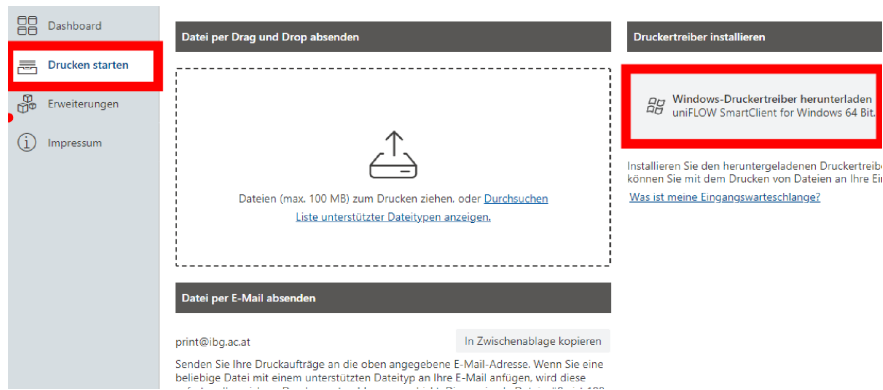 Dashboard
Drucken starten
Erweiterungen
Impressum
Datei per Drag und Drop absenden
Dateien (max. 100 MB) zum Drucken ziehen. oder Durchsuchen
Liste unterstützter Dateitypen anzeigen.
Datei per E-Mail absenden
print@ibg.ac.at
In Zwischenablage kopieren
Senden Sie Ihre Druckaufträge an die oben angegebene E-Mail-Adresse. Wenn Sie eine
beliebige Datei mit einem unterstützten Dateityp an Ihre E-Mail anfügen, wird diese
Druckertreiber installieren
Windows-Druckertreiber herunterladen
uniFLOW SmartClient for Windows 64 Bit.
Installieren Sie den heruntergeladenen
können Sie mit dem Drucken von Dateien an Ihre
Was ist meine Eingangswarteschlange?